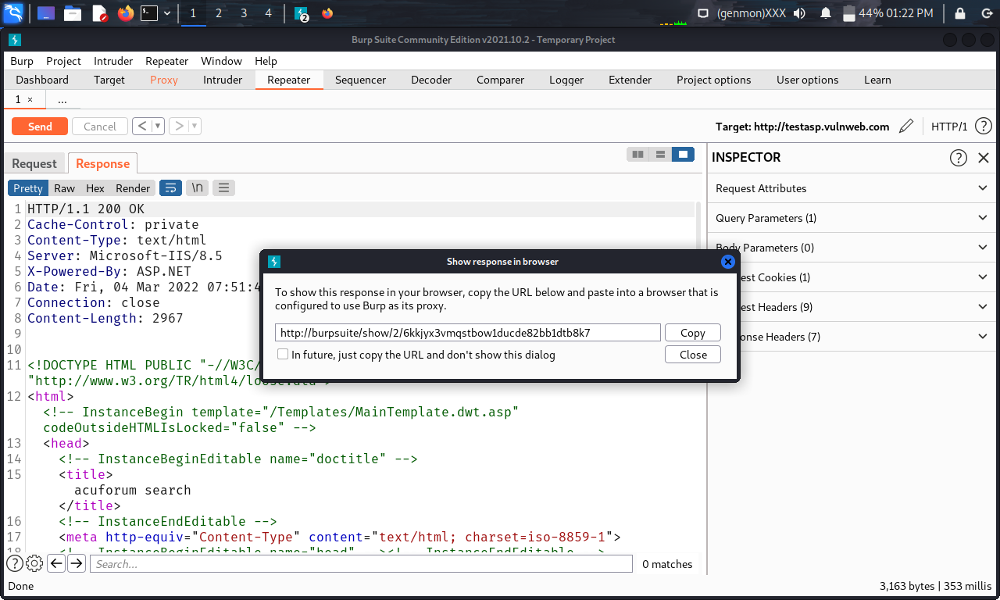 1 2 3 4 2 (genmon)XXX 44% 01:22 PM
Burp Suite Community Edition v2021.10.2 - Temporary Project
Burp Project Intruder Repeater Window Help
Dashboard Target Proxy Intruder Repeater Sequencer Decoder Comparer Logger Extender Project options User options Learn
1 × ...
Send Cancel < ▼ > ▼ Target: http://testasp.vulnweb.com HTTP/1 ?
Request Response
Pretty Raw Hex Render \n
1 HTTP/1.1 200 OK
2 Cache-Control: private
3 Content-Type: text/html
4 Server: Microsoft-IIS/8.5
5 X-Powered-By: ASP.NET
6 Date: Fri, 04 Mar 2022 07:51:4
7 Connection: close
8 Content-Length: 2967
9
10
11 <!DOCTYPE HTML PUBLIC "-//W3C/
"http://www.w3.org/TR/html4/loose.dtd">
12 <html>
<!-- InstanceBegin template="/Templates/MainTemplate.dwt.asp"
codeOutsideHTMLIsLocked="false" -->
13 <head>
14 <!-- InstanceBeginEditable name="doctitle" -->
15 <title>
acuforum search
</title>
16 <!-- InstanceEndEditable -->
17 <meta http-equiv="Content-Type" content="text/html; charset=iso-8859-1">
18 <!-- InstanceBeginEditable name="head" --><!-- InstanceEndEditable -->
? Search... 0 matches
Done 3,163 bytes | 353 millis
INSPECTOR ?
Request Attributes
Query Parameters (1)
Body Parameters (0)
est Cookies (1)
est Headers (9)
onse Headers (7)
Show response in browser
To show this response in your browser, copy the URL below and paste into a browser that is
configured to use Burp as its proxy.
http://burpsuite/show/2/6kkjyx3vmqstbow1ducde82bb1dtb8k7 Copy
In future, just copy the URL and don't show this dialog Close